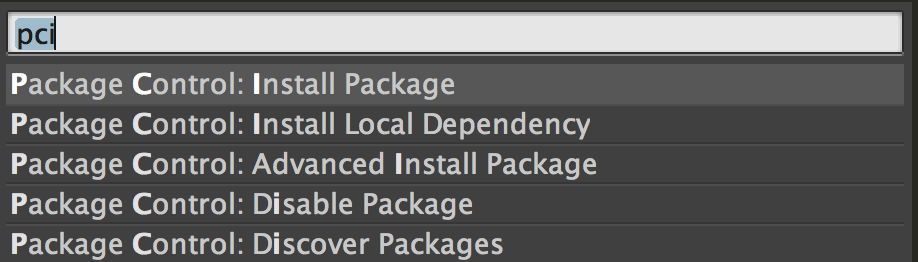 pci
Package Control: Install Package
Package Control: Install Local Dependency
Package Control: Advanced Install Package
Package Control: Disable Package
Package Control: Discover Packages